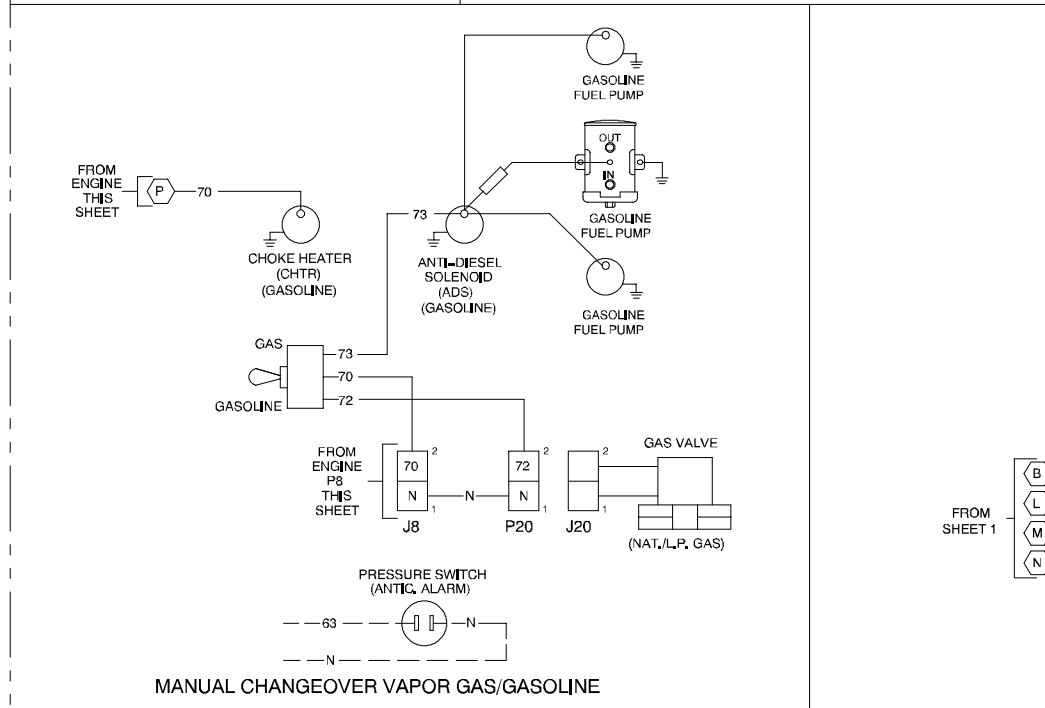 GASOLINE
FUEL PUMP
OUT
IN
GASOLINE
FUEL PUMP
FROM
ENGINE
THIS
SHEET
P
70
CHOKE HEATER
(CHTR)
(GASOLINE)
73
ANTI-DIESEL
SOLENOID
(ADS)
(GASOLINE)
GASOLINE
FUEL PUMP
GAS
GASOLINE
73
70
72
FROM
ENGINE
P8
THIS
SHEET
70
2
N
1
J8
N
72
2
N
1
P20
2
1
J20
GAS VALVE
(NAT./L.P. GAS)
FROM
SHEET 1
B
L
M
N
PRESSURE SWITCH
(ANTIC. ALARM)
63
N
N
MANUAL CHANGEOVER VAPOR GAS/GASOLINE